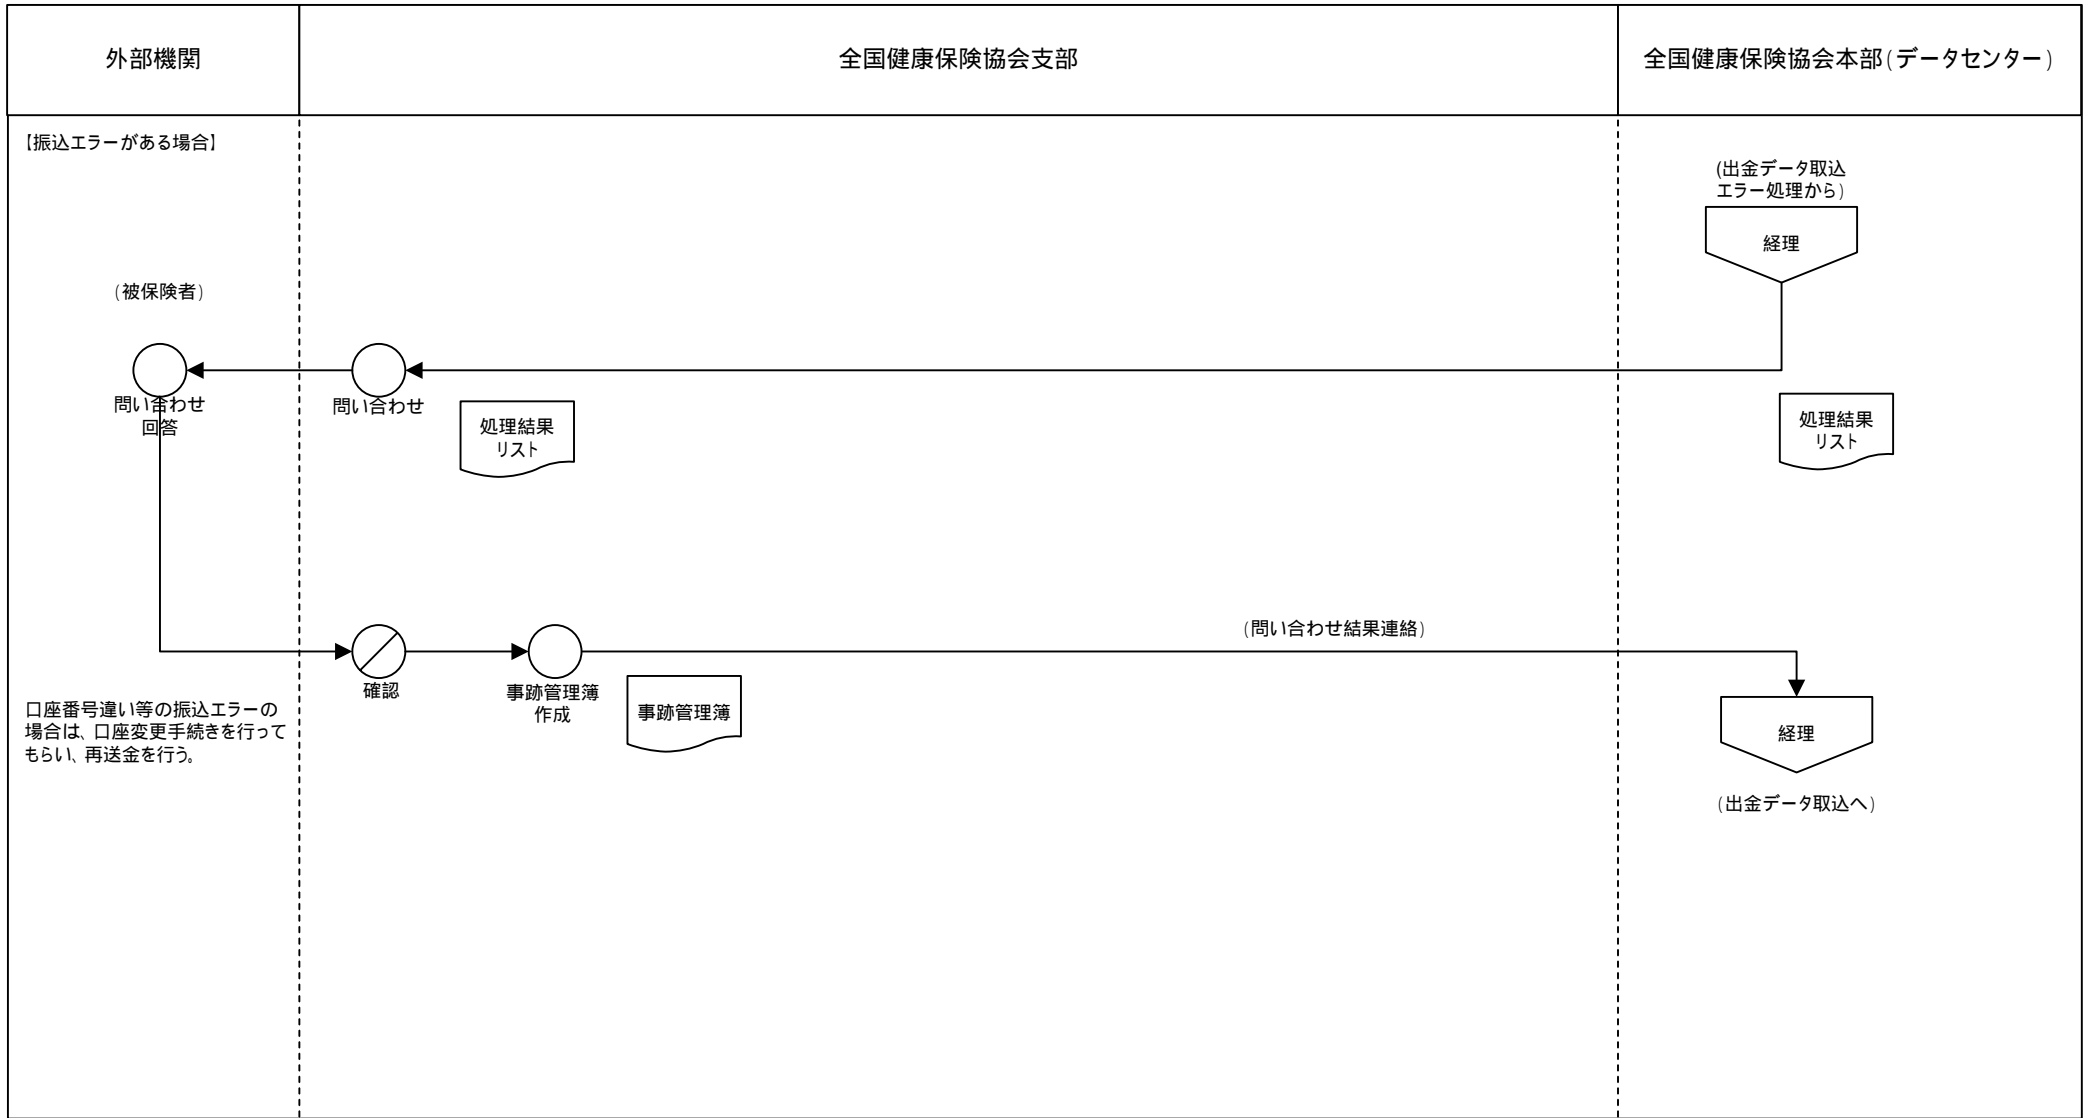 外部機関
全国健康保険協会支部
全国健康保険協会本部(データセンター)
【振込エラーがある場合】
(出金データ取込
エラー処理から)
経理
(被保険者)
問い合わせ
回答
問い合わせ
処理結果
リスト
処理結果
リスト
(問い合わせ結果連絡)
確認
事跡管理簿
作成
事跡管理簿
経理
口座番号違い等の振込エラーの
場合は、口座変更手続きを行って
もらい、再送金を行う。
(出金データ取込へ)